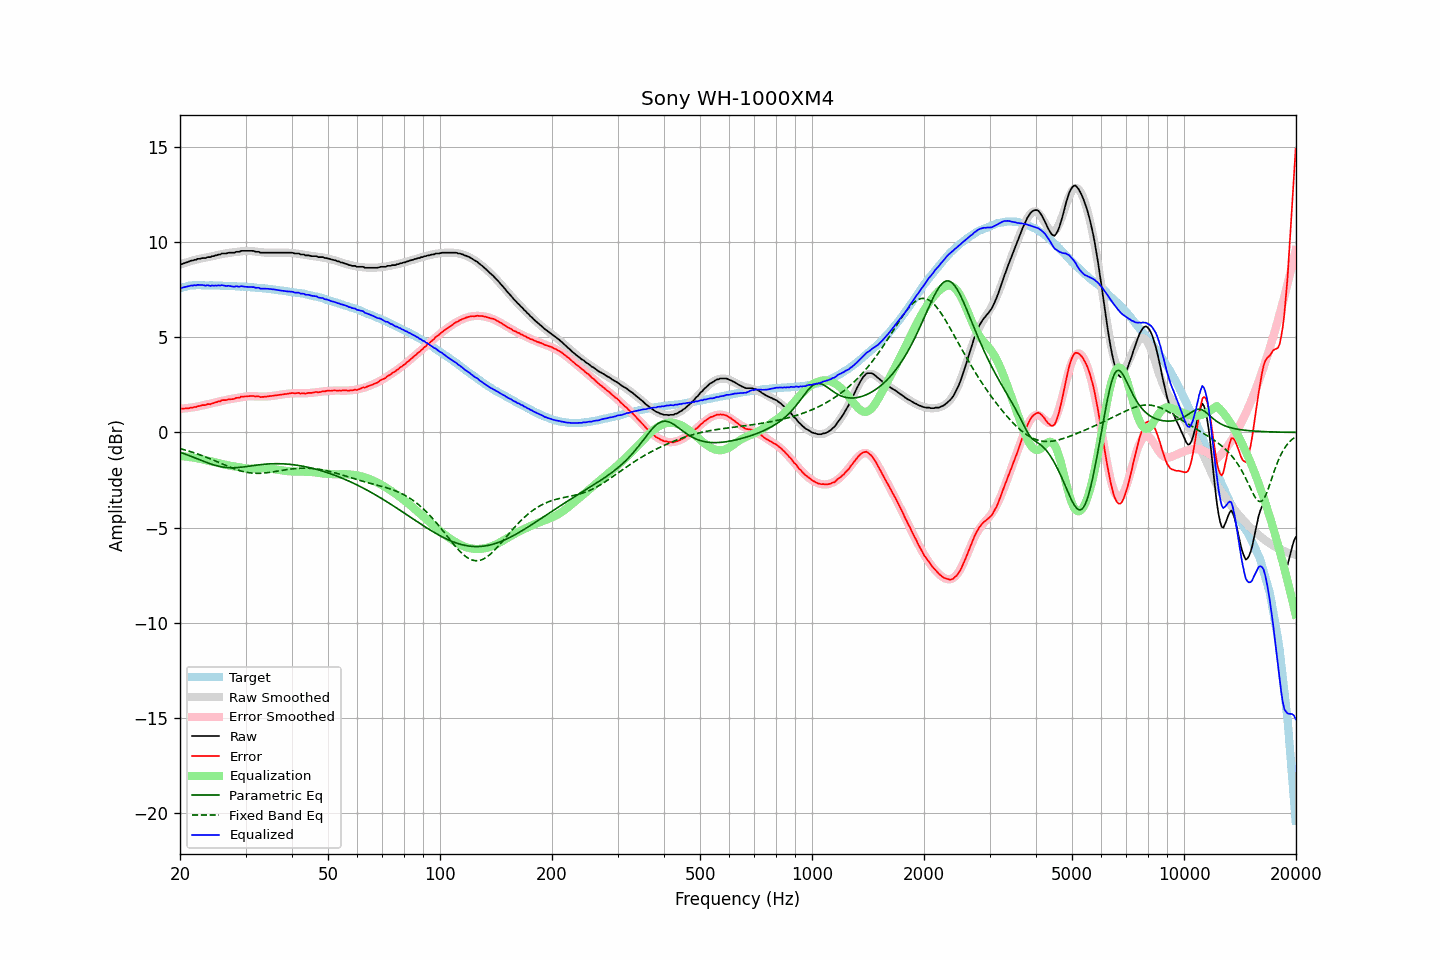 Sony WH-1000XM4
Amplitude (dBr)
15
10
5
0
−5
−10
−15
−20
Target
Raw Smoothed
Error Smoothed
Raw
Error
Equalization
Parametric Eq
Fixed Band Eq
Equalized
20 50 100 200 500 1000 2000 5000 10000 20000
Frequency (Hz)